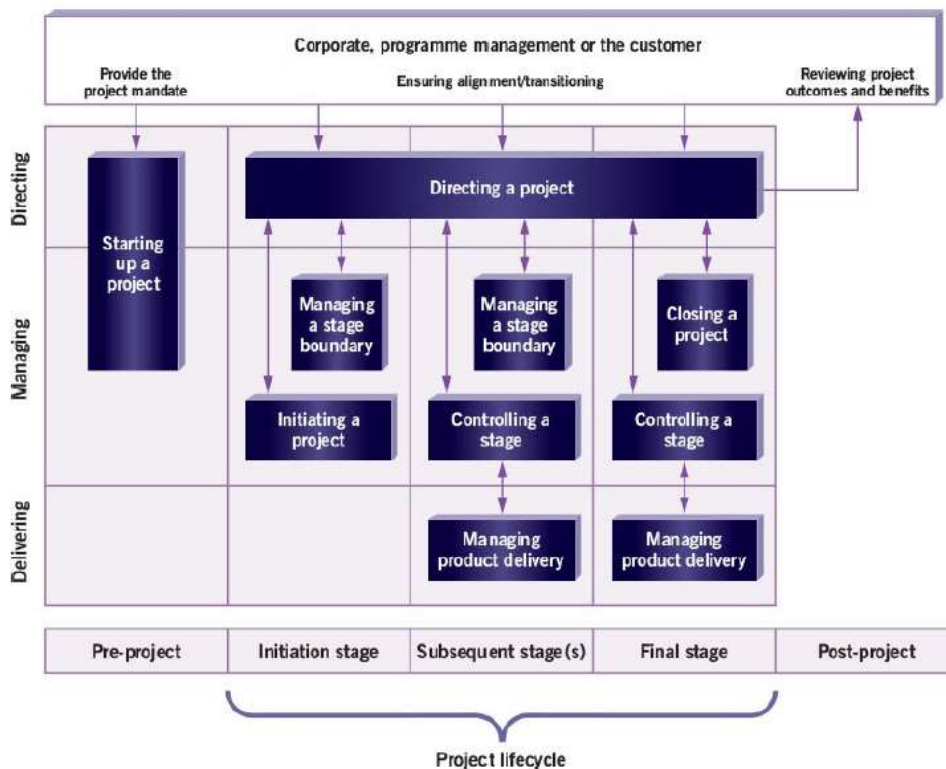 Corporate, programme management or the customer
Provide the
project mandate
Ensuring alignment/transitioning
Reviewing project
outcomes and benefits
Directing
Directing a project
Starting
up a
project
Managing
Managing
a stage
boundary
Managing
a stage
boundary
Closing a
project
Initiating a
project
Controlling a
stage
Controlling a
stage
Delivering
Managing
product delivery
Managing
product delivery
Pre-project
Initiation stage
Subsequent stage(s)
Final stage
Post-project
Project lifecycle